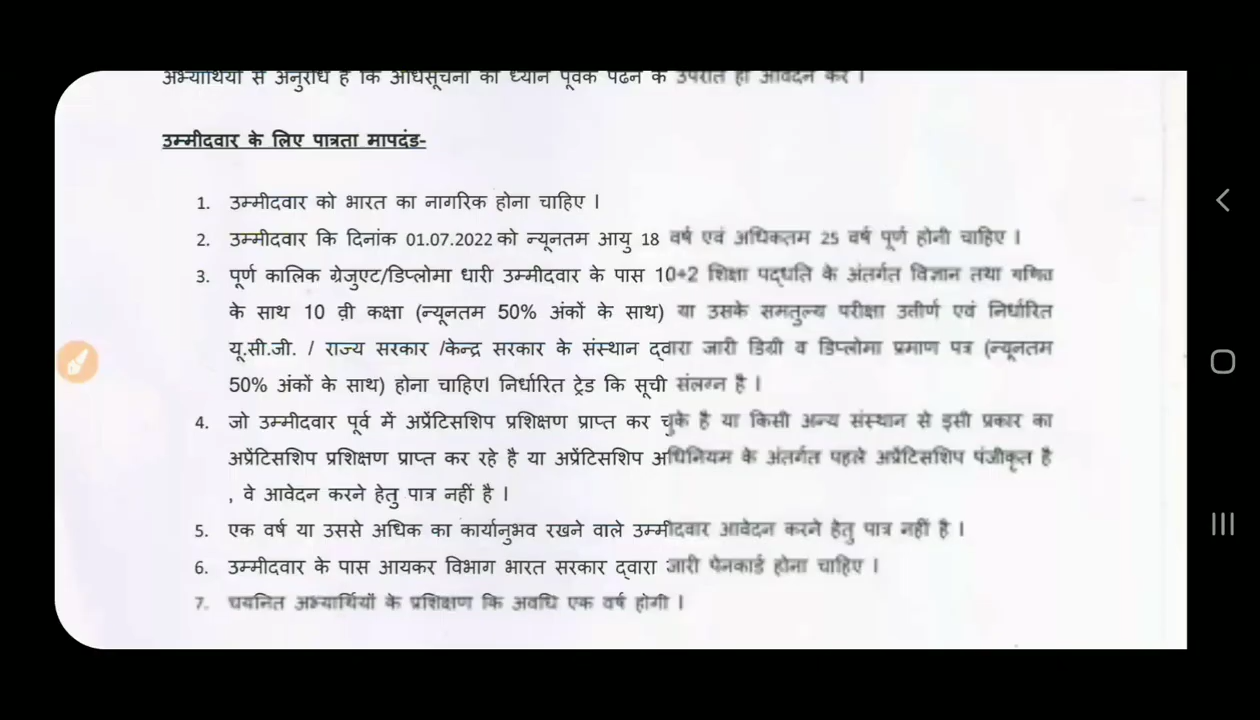 अभ्यार्थियों से अनुरोध है कि अधिसूचना को ध्यान पूर्वक पढने के उपरांत ही आवेदन करे ।
उम्मीदवार के लिए पात्रता मापदंड-
1. उम्मीदवार को भारत का नागरिक होना चाहिए ।
2. उम्मीदवार कि दिनांक 01.07.2022 को न्यूनतम आयु 18 वर्ष एवं अधिकतम 25 वर्ष पूर्ण होनी चाहिए ।
3. पूर्ण कालिक ग्रेजुएट/डिप्लोमा धारी उम्मीदवार के पास 10+2 शिक्षा पद्धति के अंतर्गत विज्ञान तथा गणित
के साथ 10 वी कक्षा (न्यूनतम 50% अंकों के साथ) या उसके समतुल्य परीक्षा उतीर्ण एवं निर्धारित
यू.सी.जी. / राज्य सरकार /केन्द्र सरकार के संस्थान द्वारा जारी डिग्री व डिप्लोमा प्रमाण पत्र (न्यूनतम
50% अंकों के साथ) होना चाहिए। निर्धारित ट्रेड कि सूची संलग्न है ।
4. जो उम्मीदवार पूर्व में अप्रेंटिसशिप प्रशिक्षण प्राप्त कर चुके है या किसी अन्य संस्थान से इसी प्रकार का
अप्रेंटिसशिप प्रशिक्षण प्राप्त कर रहे है या अप्रेंटिसशिप अधिनियम के अंतर्गत पहले अप्रेंटिसशिप पंजीकृत है
, वे आवेदन करने हेतु पात्र नहीं है ।
5. एक वर्ष या उससे अधिक का कार्यानुभव रखने वाले उम्मीदवार आवेदन करने हेतु पात्र नहीं है ।
6. उम्मीदवार के पास आयकर विभाग भारत सरकार द्वारा जारी पेनकार्ड होना चाहिए ।
7. चयनित अभ्यार्थियों के प्रशिक्षण कि अवधि एक वर्ष होगी ।